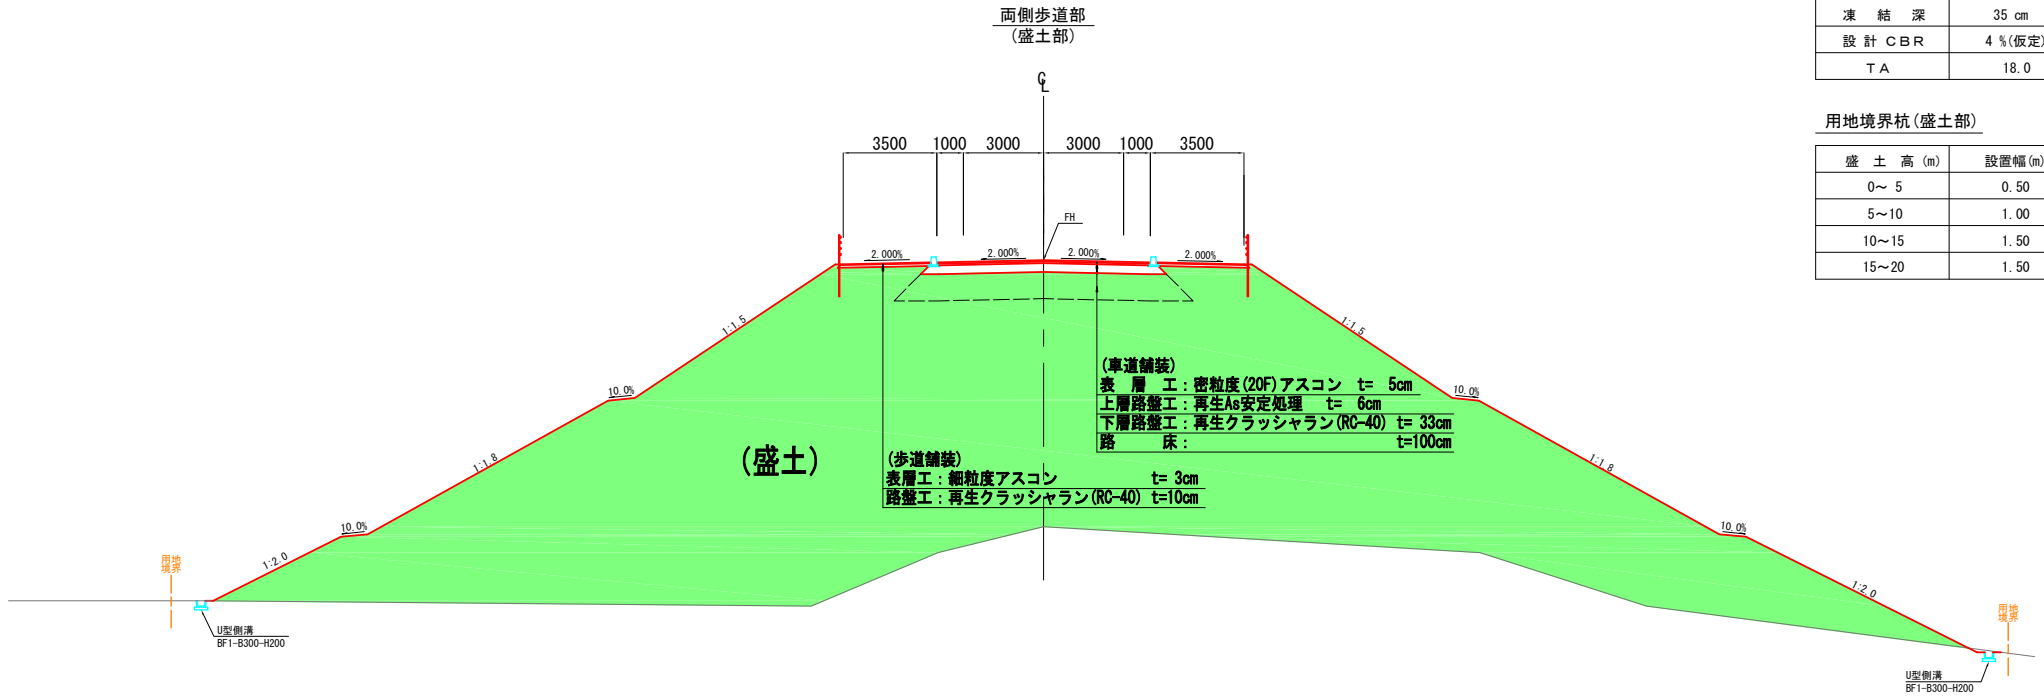 両側歩道部
(盛土部)
凍 結 深 35 cm
設 計 CBR 4 %(仮定)
TA 18.0
用地境界杭(盛土部)
盛 土 高 (m) 設置幅(m)
0～ 5 0.50
5～10 1.00
10～15 1.50
15～20 1.50
CL
3500 1000 3000 3000 1000 3500
FH
2.000% 2.000% 2.000% 2.000%
1:1.5 1:1.5
10.0% 10.0%
1:1.8 1:1.8
10.0% 10.0%
1:2.0 1:2.0
(盛土)
(車道舗装)
表 層 工：密粒度(20F)アスコン t= 5cm
上層路盤工：再生As安定処理 t= 6cm
下層路盤工：再生クラッシャラン(RC-40) t= 33cm
路 床： t=100cm
(歩道舗装)
表層工：細粒度アスコン t= 3cm
路盤工：再生クラッシャラン(RC-40) t=10cm
用地
境界
U型側溝
BF1-B300-H200
用地
境界
U型側溝
BF1-B300-H200